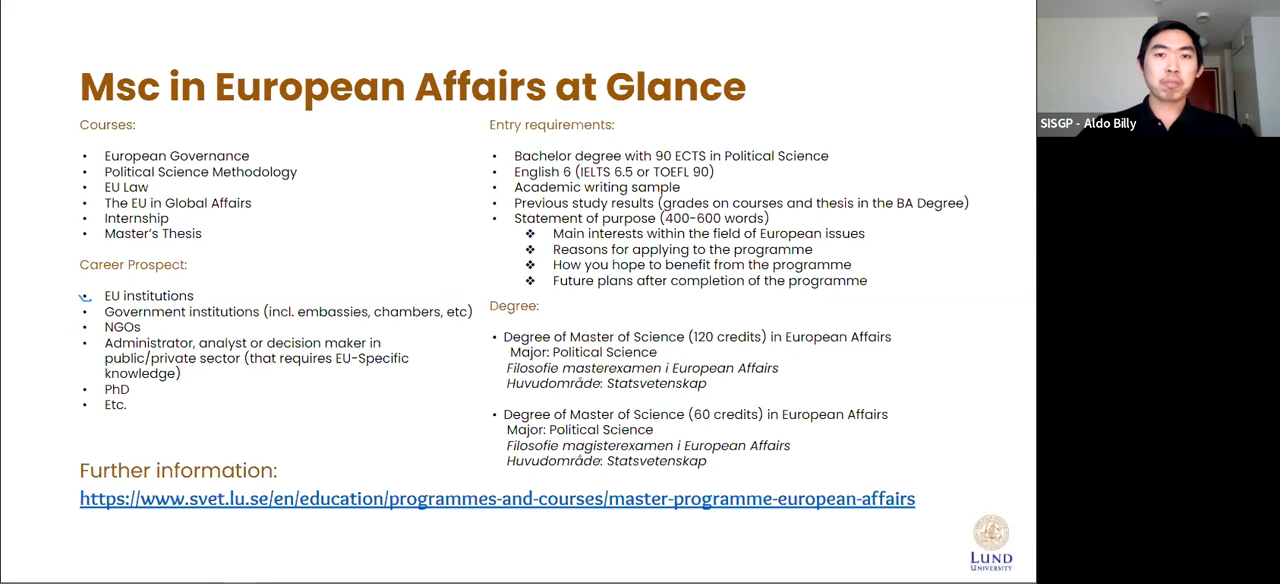 Msc in European Affairs at Glance
Courses:
• European Governance
• Political Science Methodology
• EU Law
• The EU in Global Affairs
• Internship
• Master's Thesis
Career Prospect:
• EU institutions
• Government institutions (incl. embassies, chambers, etc)
• NGOs
• Administrator, analyst or decision maker in
public/private sector (that requires EU-Specific
knowledge)
• PhD
• Etc.
Entry requirements:
• Bachelor degree with 90 ECTS in Political Science
• English 6 (IELTS 6.5 or TOEFL 90)
• Academic writing sample
• Previous study results (grades on courses and thesis in the BA Degree)
• Statement of purpose (400-600 words)
❖ Main interests within the field of European issues
❖ Reasons for applying to the programme
❖ How you hope to benefit from the programme
❖ Future plans after completion of the programme
Degree:
• Degree of Master of Science (120 credits) in European Affairs
Major: Political Science
Filosofie masterexamen i European Affairs
Huvudområde: Statsvetenskap
• Degree of Master of Science (60 credits) in European Affairs
Major: Political Science
Filosofie magisterexamen i European Affairs
Huvudområde: Statsvetenskap
Further information:
https://www.svet.lu.se/en/education/programmes-and-courses/master-programme-european-affairs
LUND
UNIVERSITY
SISGP - Aldo Billy